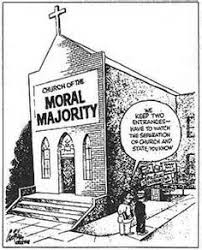 CHURCH OF THE
MORAL
MAJORITY
WE
KEEP TWO
ENTRANCES—
HAVE TO WATCH
THE SEPARATION
OF CHURCH AND
STATE, YOU KNOW